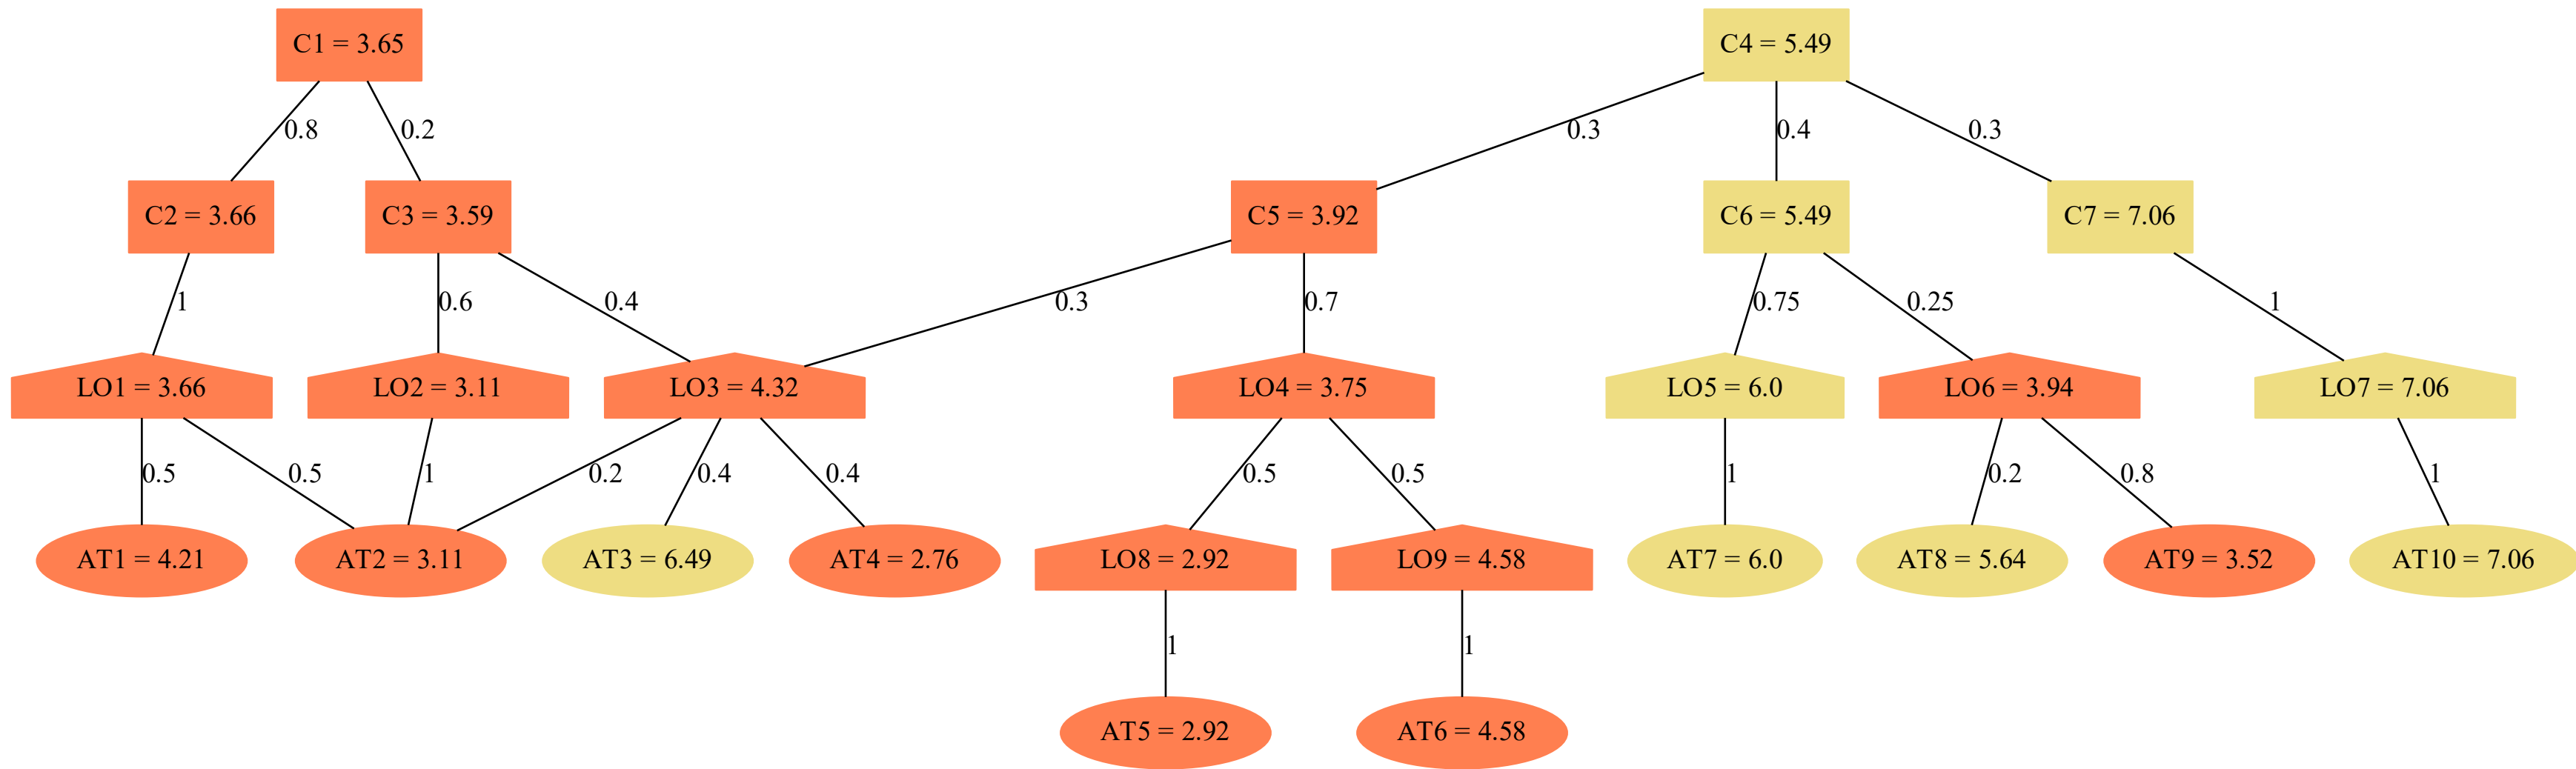 C1 = 3.65
C4 = 5.49
0.8
0.2
0.3
0.4
0.3
C2 = 3.66
C3 = 3.59
C5 = 3.92
C6 = 5.49
C7 = 7.06
1
0.6
0.4
0.3
0.7
0.75
0.25
1
LO1 = 3.66
LO2 = 3.11
LO3 = 4.32
LO4 = 3.75
LO5 = 6.0
LO6 = 3.94
LO7 = 7.06
0.5
0.5
1
0.2
0.4
0.4
0.5
0.5
1
0.2
0.8
1
AT1 = 4.21
AT2 = 3.11
AT3 = 6.49
AT4 = 2.76
LO8 = 2.92
LO9 = 4.58
AT7 = 6.0
AT8 = 5.64
AT9 = 3.52
AT10 = 7.06
1
1
AT5 = 2.92
AT6 = 4.58